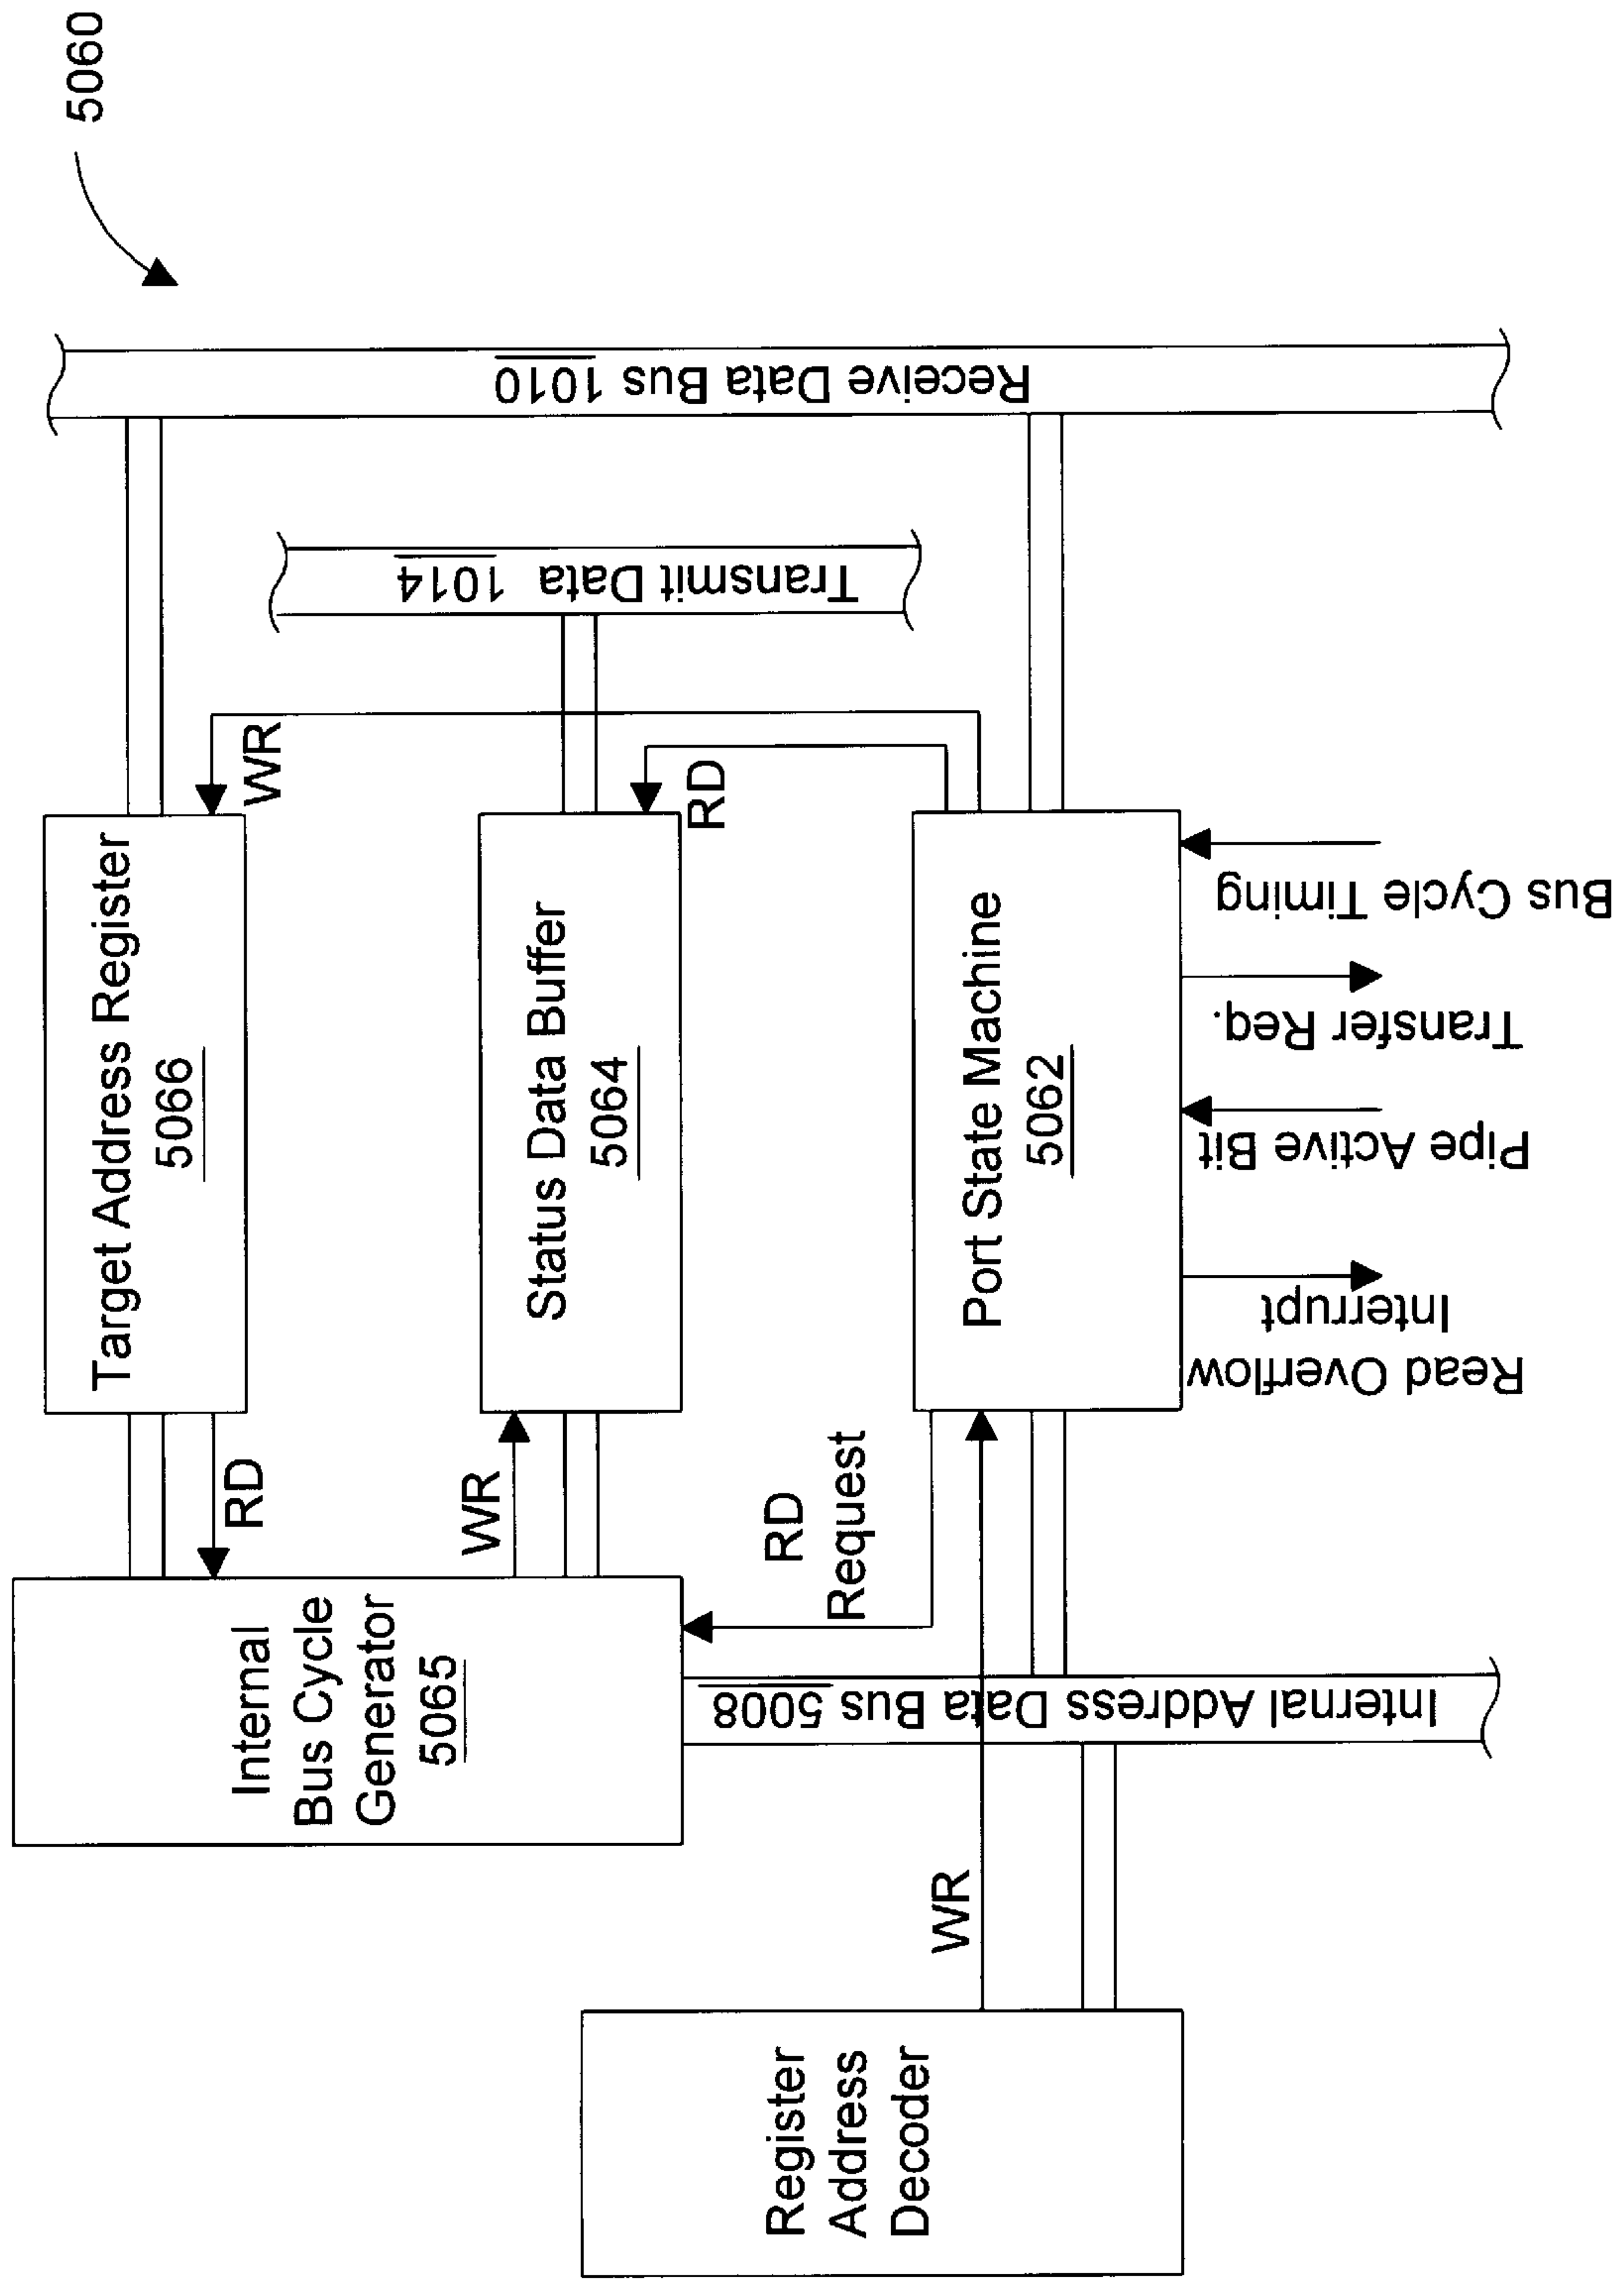 5060
Receive Data Bus 1010
Transmit Data 1014
WR
RD
Target Address Register
5066
Status Data Buffer
5064
Port State Machine
5062
Bus Cycle Timing
Transfer Req.
Pipe Active Bit
Read Overflow
Interrupt
RD
WR
RD
Request
Internal
Bus Cycle
Generator
5065
Internal Address Data Bus 5008
WR
Register
Address
Decoder